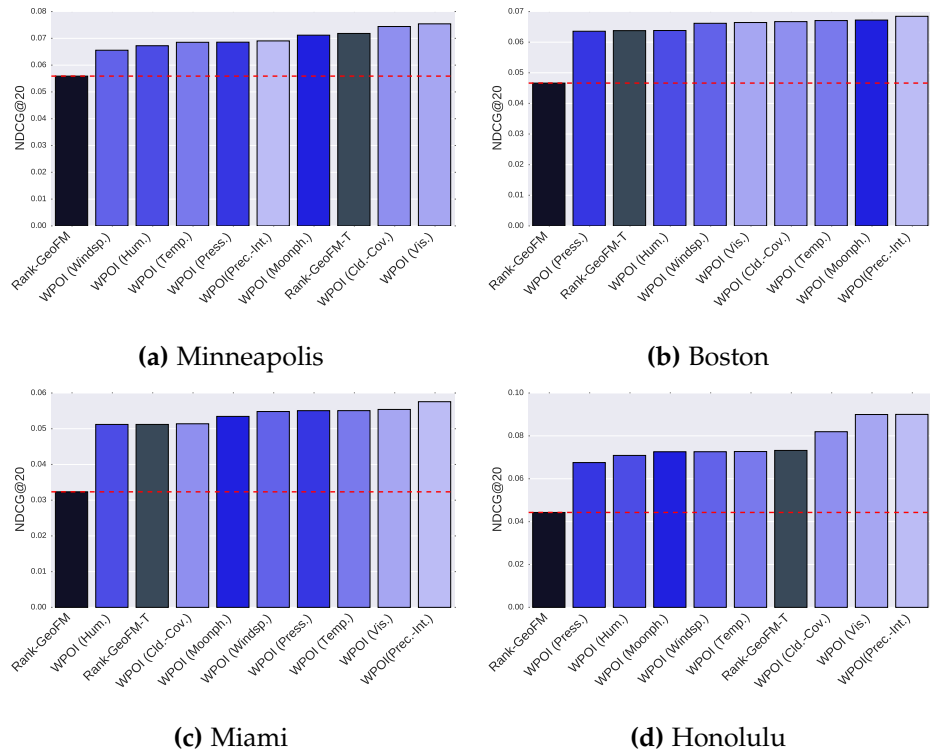 0.08
0.07
0.06
0.05
0.04
0.03
0.02
0.01
0.00
NDCG@20
Rank-GeoFM
WPOI (Windsp.)
WPOI (Hum.)
WPOI (Temp.)
WPOI (Press.)
WPOI(Prec.-Int.)
WPOI (Moonph.)
Rank-GeoFM-T
WPOI (Cld.-Cov.)
WPOI (Vis.)
(a) Minneapolis
0.07
0.06
0.05
0.04
0.03
0.02
0.01
0.00
NDCG@20
Rank-GeoFM
WPOI (Press.)
Rank-GeoFM-T
WPOI (Hum.)
WPOI (Windsp.)
WPOI (Vis.)
WPOI (Cld.-Cov.)
WPOI (Temp.)
WPOI (Moonph.)
WPOI(Prec.-Int.)
(b) Boston
0.06
0.05
0.04
0.03
0.02
0.01
0.00
NDCG@20
Rank-GeoFM
WPOI (Hum.)
Rank-GeoFM-T
WPOI (Cld.-Cov.)
WPOI (Moonph.)
WPOI (Windsp.)
WPOI (Press.)
WPOI (Temp.)
WPOI (Vis.)
WPOI(Prec.-Int.)
(c) Miami
0.10
0.08
0.06
0.04
0.02
0.00
NDCG@20
Rank-GeoFM
WPOI (Press.)
WPOI (Hum.)
WPOI (Moonph.)
WPOI (Windsp.)
WPOI (Temp.)
Rank-GeoFM-T
WPOI (Cld.-Cov.)
WPOI (Vis.)
WPOI(Prec.-Int.)
(d) Honolulu